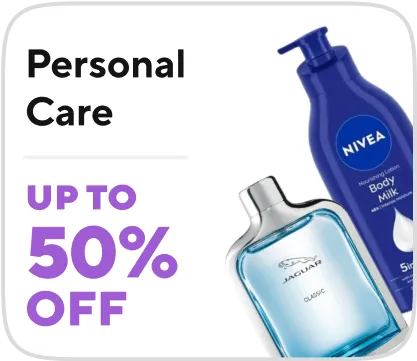 Personal
Care
UP TO
50%
OFF
NIVEA
Nourishing Lotion
Body
Milk
JAGUAR
CLASSIC
5in